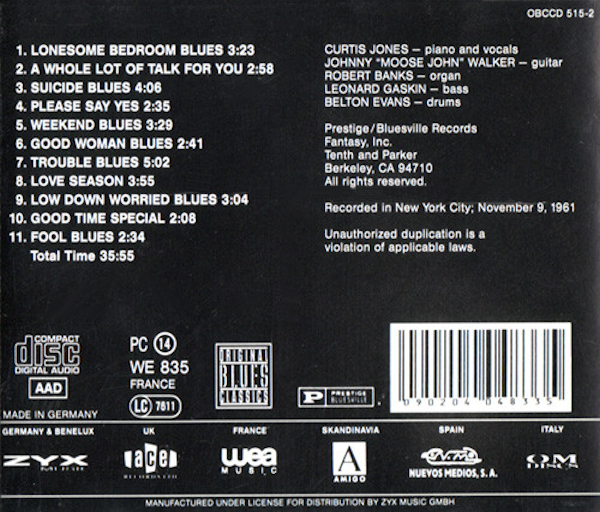 OBCCD 515-2
1. LONESOME BEDROOM BLUES 3:23
2. A WHOLE LOT OF TALK FOR YOU 2:58
3. SUICIDE BLUES 4:06
4. PLEASE SAY YES 2:35
5. WEEKEND BLUES 3:29
6. GOOD WOMAN BLUES 2:41
7. TROUBLE BLUES 5:02
8. LOVE SEASON 3:55
9. LOW DOWN WORRIED BLUES 3:04
10. GOOD TIME SPECIAL 2:08
11. FOOL BLUES 2:34
Total Time 35:55
CURTIS JONES – piano and vocals
JOHNNY "MOOSE JOHN" WALKER – guitar
ROBERT BANKS – organ
LEONARD GASKIN – bass
BELTON EVANS – drums
Prestige/Bluesville Records
Fantasy, Inc.
Tenth and Parker
Berkeley, CA 94710
All rights reserved.
Recorded in New York City; November 9, 1961
Unauthorized duplication is a
violation of applicable laws.
COMPACT
disc
DIGITAL AUDIO
AAD
MADE IN GERMANY
PC 14
WE 835
FRANCE
LC 7611
ORIGINAL
BLUES
CLASSICS
P PRESTIGE
BLUESVILLE
090204 048335
GERMANY & BENELUX
UK
FRANCE
SKANDINAVIA
SPAIN
ITALY
ZYX
ace
RECORDS LTD
wea
MUSIC
A
AMIGO
NUEVOS MEDIOS, S.A.
OM
DISCS
MANUFACTURED UNDER LICENSE FOR DISTRIBUTION BY ZYX MUSIC GMBH